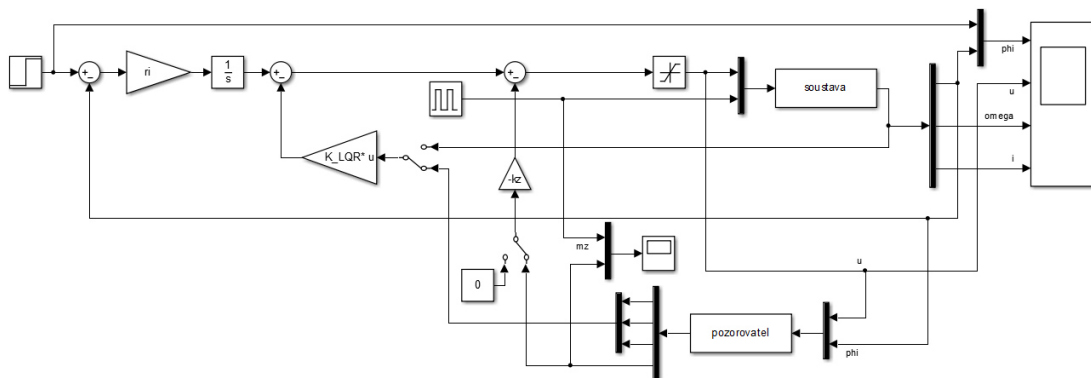 phi
ri
1
s
soustava
u
omega
K_LQR* u
i
-kz
mz
u
0
pozorovatel
phi